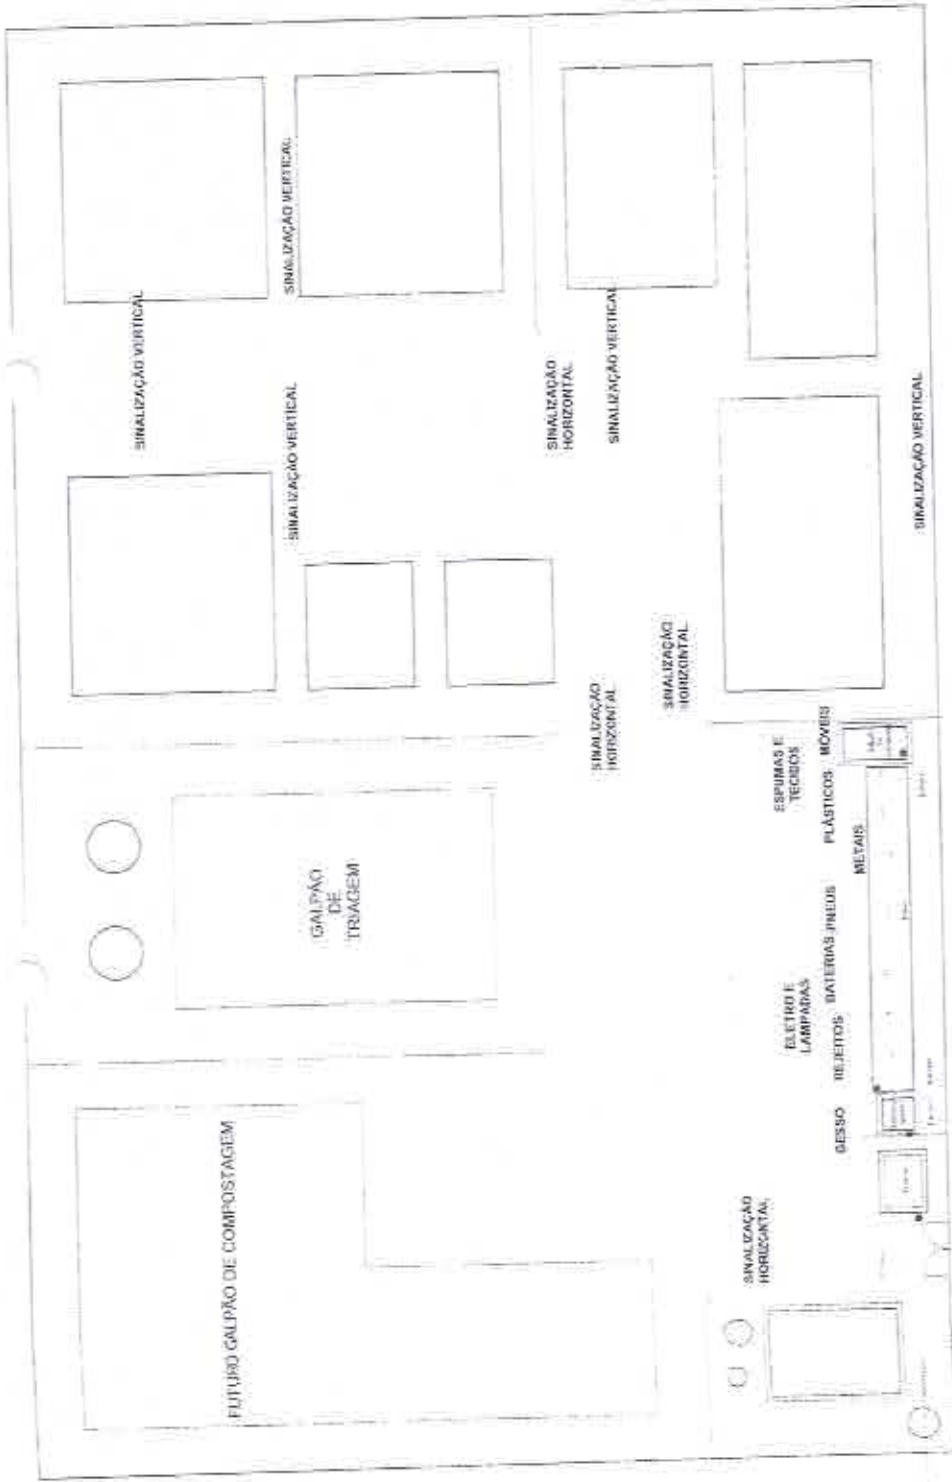 SINALIZAÇÃO VERTICAL
SINALIZAÇÃO VERTICAL
SINALIZAÇÃO VERTICAL
SINALIZAÇÃO
HORIZONTAL
SINALIZAÇÃO VERTICAL
SINALIZAÇÃO VERTICAL
SINALIZAÇÃO
HORIZONTAL
SINALIZAÇÃO
HORIZONTAL
GALPÃO
DE
TRIAGEM
FUTURO GALPÃO DE COMPOSTAGEM
SINALIZAÇÃO
HORIZONTAL
GESSO
REJEITOS
ELETRO E
LAMPADAS
BATERIAS
PNEUS
METAIS
PLÁSTICOS
ESPUMAS E
TECIDOS
MÓVEIS